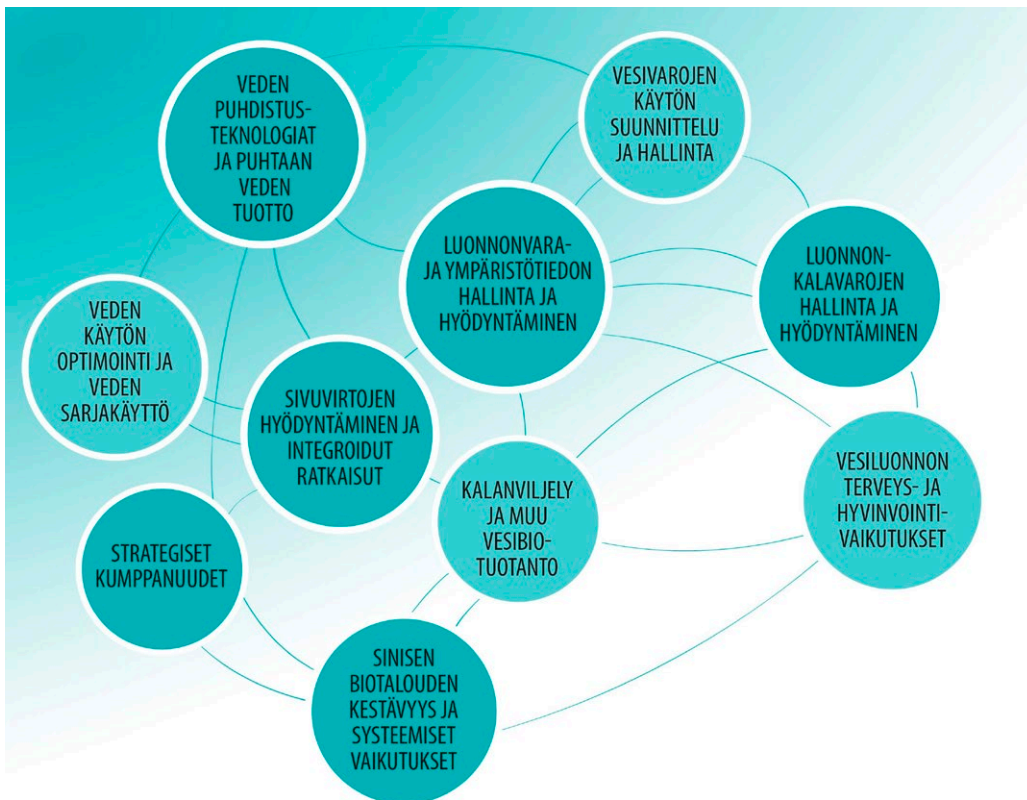 VEDEN
PUHDISTUS-
TEKNOLOGIAT
JA PUHTAAN
VEDEN
TUOTTO
VESIVAROJEN
KÄYTÖN
SUUNNITTELU
JA HALLINTA
LUONNONVARA-
JA YMPÄRISTÖTIEDON
HALLINTA JA
HYÖDYNTÄMINEN
LUONNON-
KALAVAROJEN
HALLINTA JA
HYÖDYNTÄMINEN
VEDEN
KÄYTÖN
OPTIMOINTI JA
VEDEN
SARJAKÄYTTÖ
SIVUVIRTOJEN
HYÖDYNTÄMINEN JA
INTEGROIDUT
RATKAISUT
KALANVILJELY
JA MUU
VESIBIO-
TUOTANTO
VESILUONNON
TERVEYS- JA
HYVINVOINTI-
VAIKUTUKSET
STRATEGISET
KUMPPANUUDET
SINISEN
BIOTALOUDEN
KESTÄVYYS JA
SYSTEEMISET
VAIKUTUKSET